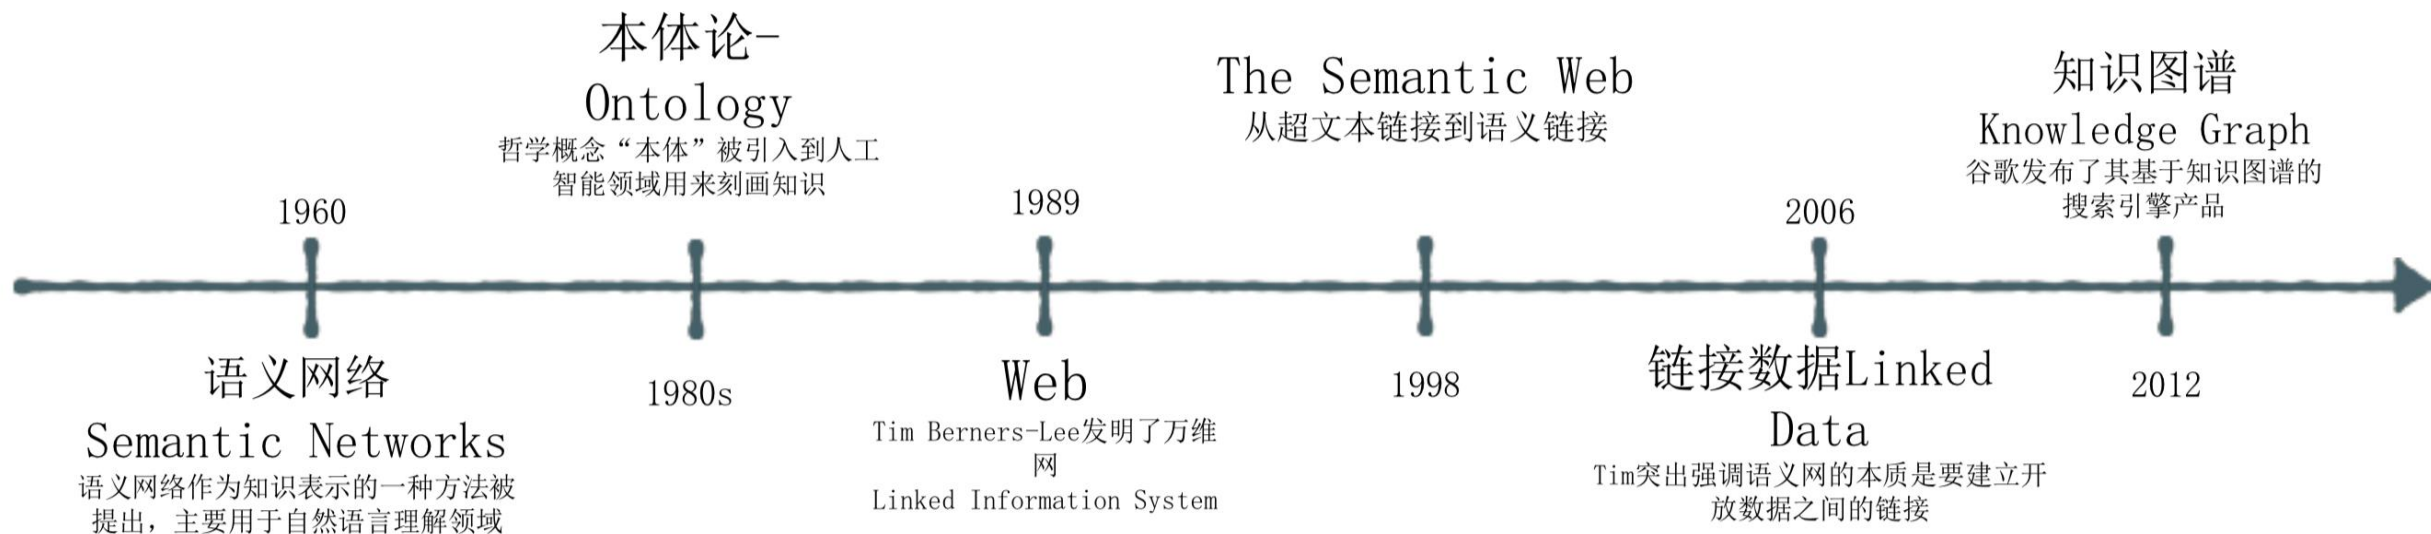 1960
语义网络
Semantic Networks
语义网络作为知识表示的一种方法被
提出，主要用于自然语言理解领域
本体论-
Ontology
哲学概念“本体”被引入到人工
智能领域用来刻画知识
1980s
1989
Web
Tim Berners-Lee发明了万维
网
Linked Information System
The Semantic Web
从超文本链接到语义链接
1998
2006
链接数据Linked
Data
Tim突出强调语义网的本质是要建立开
放数据之间的链接
知识图谱
Knowledge Graph
谷歌发布了其基于知识图谱的
搜索引擎产品
2012